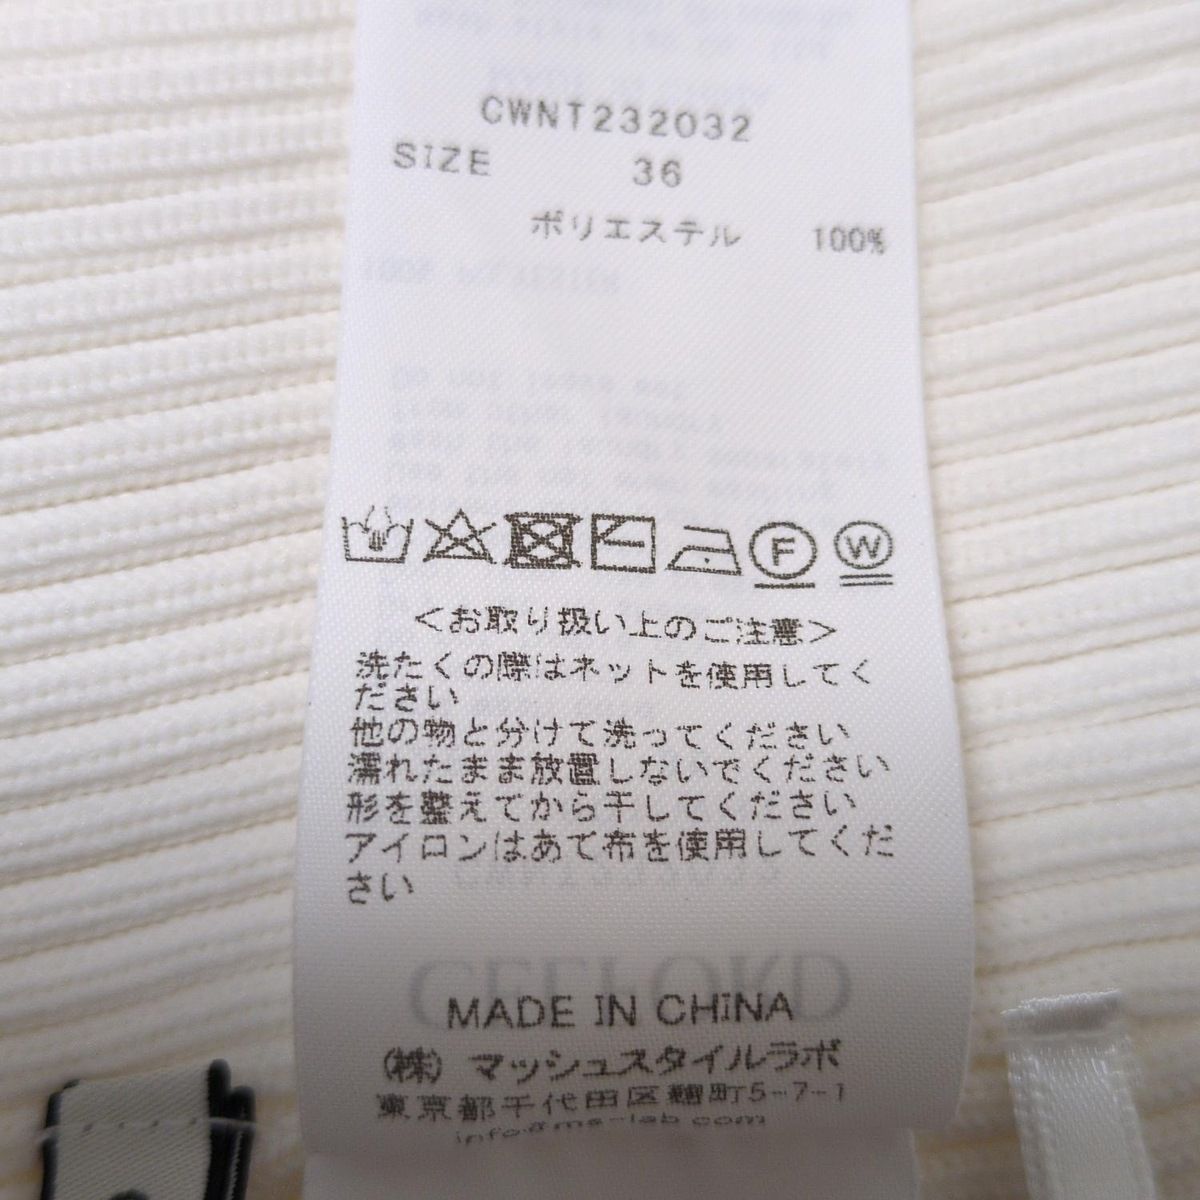 CWNT232032
SIZE 36
ポリエステル 100%
F W
<お取り扱い上のご注意>
洗たくの際はネットを使用してく
ださい
他の物と分けて洗ってください
濡れたまま放置しないでください
形を整えてから干してください
アイロンはあて布を使用してくだ
さい
MADE IN CHINA
(株) マッシュスタイルラボ
東京都千代田区麹町5-7-1
info@ms-lab.com